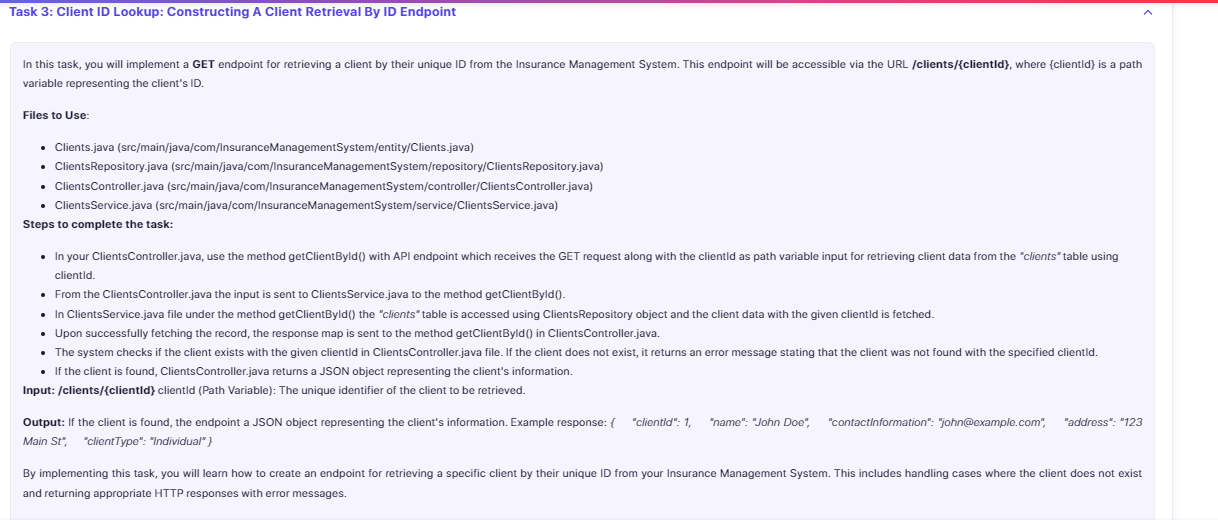 Task 3: Client ID Lookup: Constructing A Client Retrieval By ID Endpoint
In this task, you will implement a GET endpoint for retrieving a client by their unique ID from the Insurance Management System. This endpoint will be accessible via the URL /clients/{clientId}, where {clientId} is a path
variable representing the client's ID.
Files to Use:
• Clients.java (src/main/java/com/InsuranceManagementSystem/entity/Clients.java)
• ClientsRepository.java (src/main/java/com/InsuranceManagementSystem/repository/ClientsRepository.java)
• ClientsController.java (src/main/java/com/InsuranceManagementSystem/controller/ClientsController.java)
• ClientsService.java (src/main/java/com/InsuranceManagementSystem/service/ClientsService.java)
Steps to complete the task:
• In your ClientsController.java, use the method getClientById() with API endpoint which receives the GET request along with the clientId as path variable input for retrieving client data from the "clients" table using
clientId.
• From the ClientsController.java the input is sent to ClientsService.java to the method getClientById().
• In ClientsService.java file under the method getClientById() the "clients" table is accessed using ClientsRepository object and the client data with the given clientId is fetched.
• Upon successfully fetching the record, the response map is sent to the method getClientById() in ClientsController.java.
• The system checks if the client exists with the given clientId in ClientsController.java file. If the client does not exist, it returns an error message stating that the client was not found with the specified clientId.
• If the client is found, ClientsController.java returns a JSON object representing the client's information.
Input: /clients/{clientId} clientId (Path Variable): The unique identifier of the client to be retrieved.
Output: If the client is found, the endpoint a JSON object representing the client's information. Example response: { "clientId": 1, "name": "John Doe", "contactInformation": "john@example.com", "address": "123
Main St", "clientType": "Individual" }
By implementing this task, you will learn how to create an endpoint for retrieving a specific client by their unique ID from your Insurance Management System. This includes handling cases where the client does not exist
and returning appropriate HTTP responses with error messages.